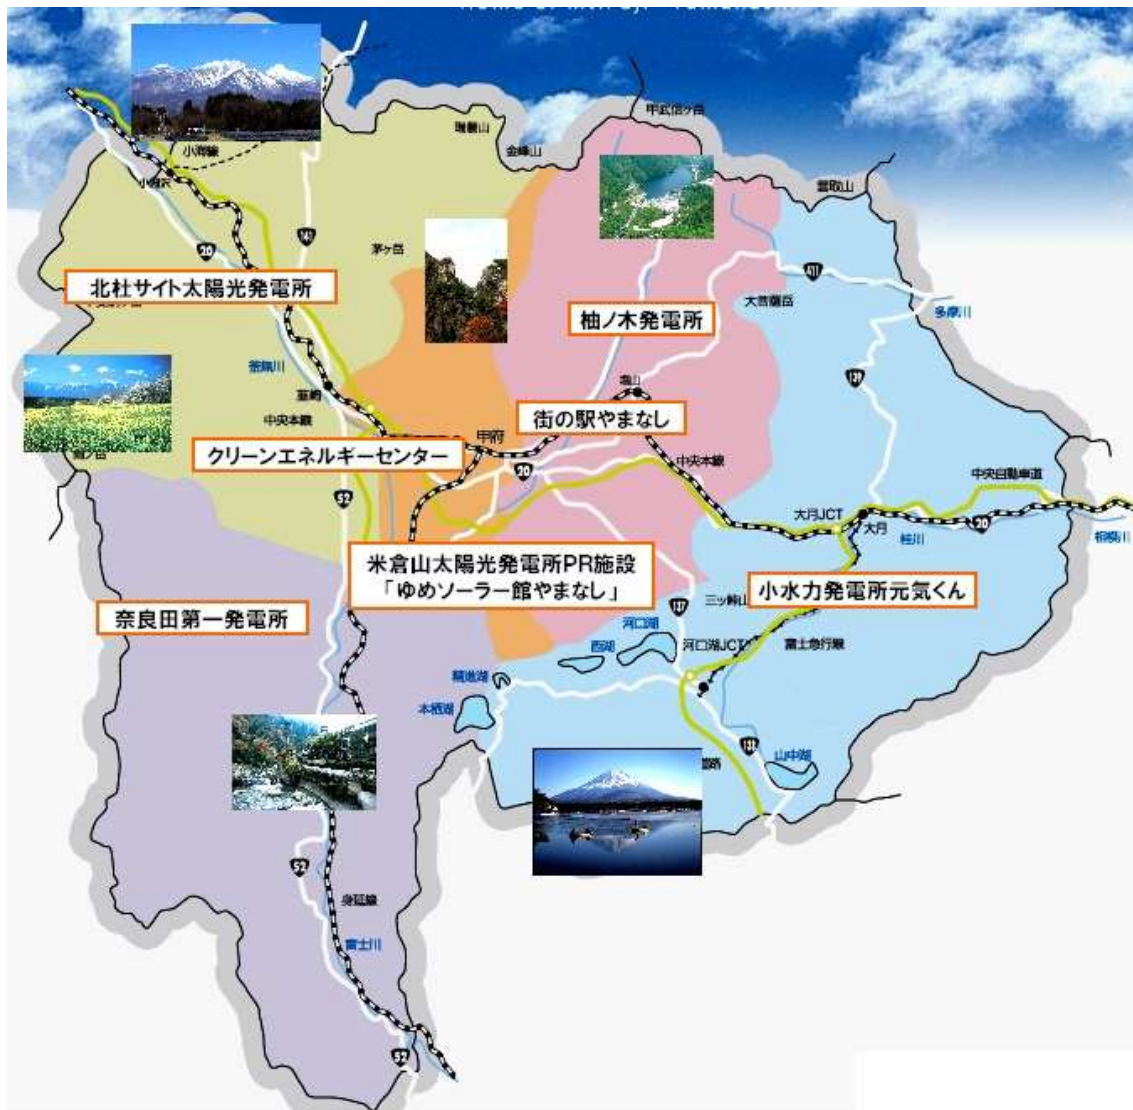 瑞牆山
甲武信ヶ岳
金峰山
小海線
雲取山
141
20
茅ヶ岳
411
北杜サイト太陽光発電所
大菩薩岳
多摩川
柚ノ木発電所
釜無川
139
塩山
韮崎
中央本線
街の駅やまなし
甲府
クリーンエネルギーセンター
20
中央本線
中央自動車道
52
大月JCT
大月
20
桂川
相模川
米倉山太陽光発電所PR施設
「ゆめソーラー館やまなし」
小水力発電所元気くん
三ッ峠山
137
奈良田第一発電所
河口湖
河口湖JCT
富士急行線
西湖
精進湖
本栖湖
138
山中湖
52
身延線
富士川
52